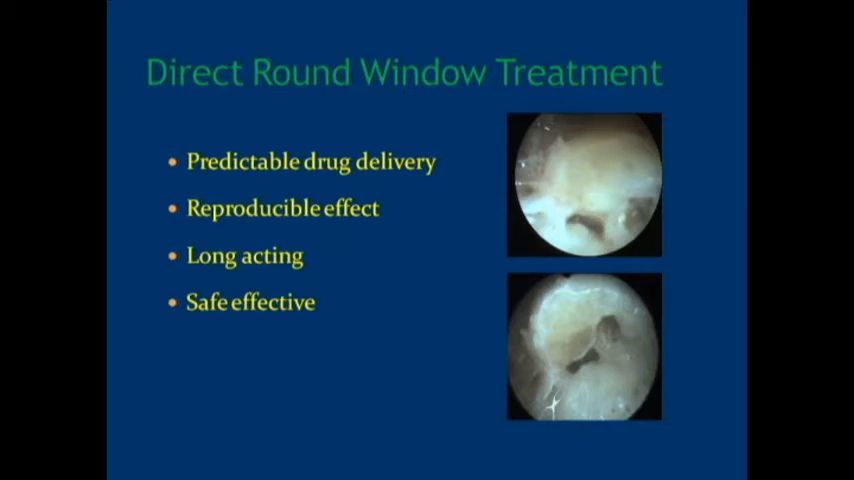 Direct Round Window Treatment
• Predictable drug delivery
• Reproducible effect
• Long acting
• Safe effective